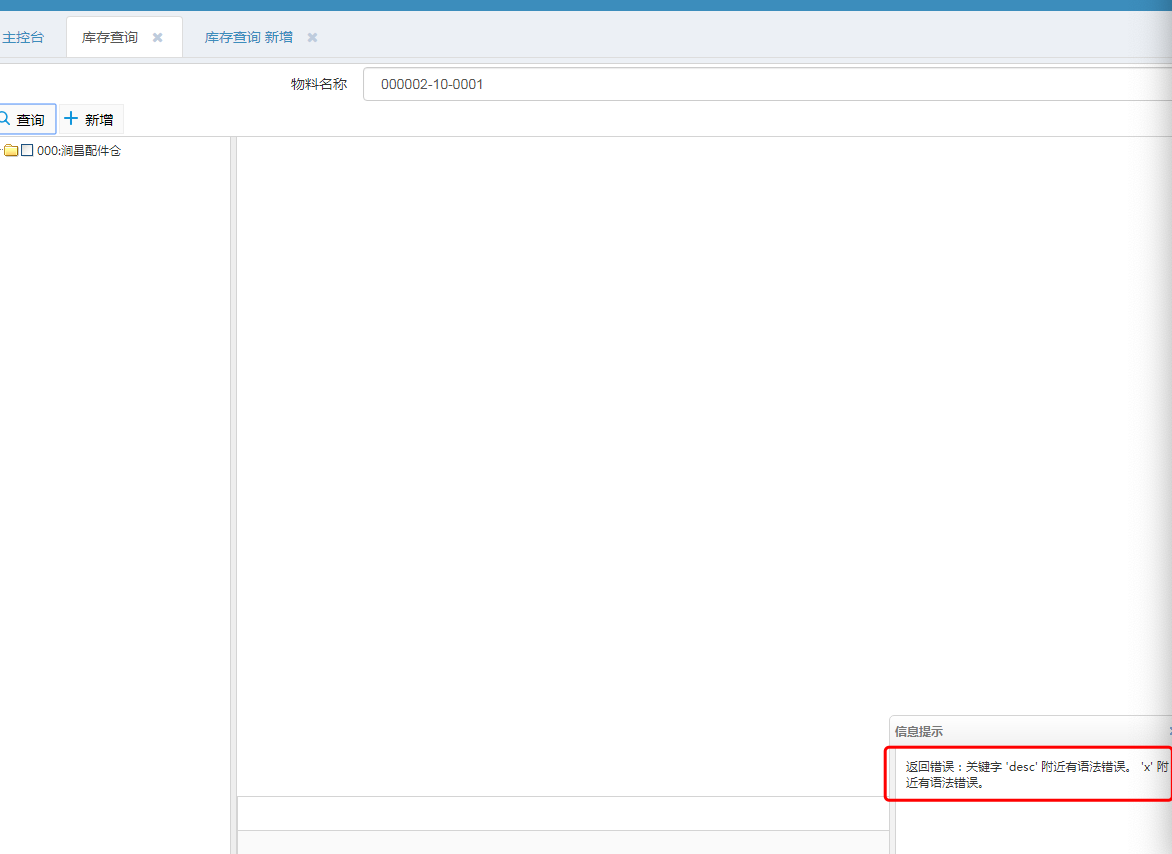 主控台 库存查询 库存查询 新增
物料名称 000002-10-0001
查询 新增
000:润昌配件仓
信息提示
返回错误：关键字 'desc' 附近有语法错误。 'x' 附
近有语法错误。